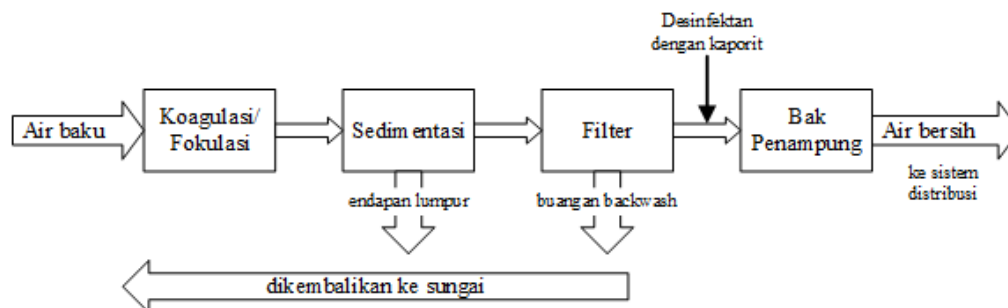 Desinfektan
dengan kaporit
Air baku
Koagulasi/
Fokulasi
Sedimentasi
Filter
Bak
Penampung
Air bersih
ke sistem
distribusi
endapan lumpur
buangan backwash
dikembalikan ke sungai